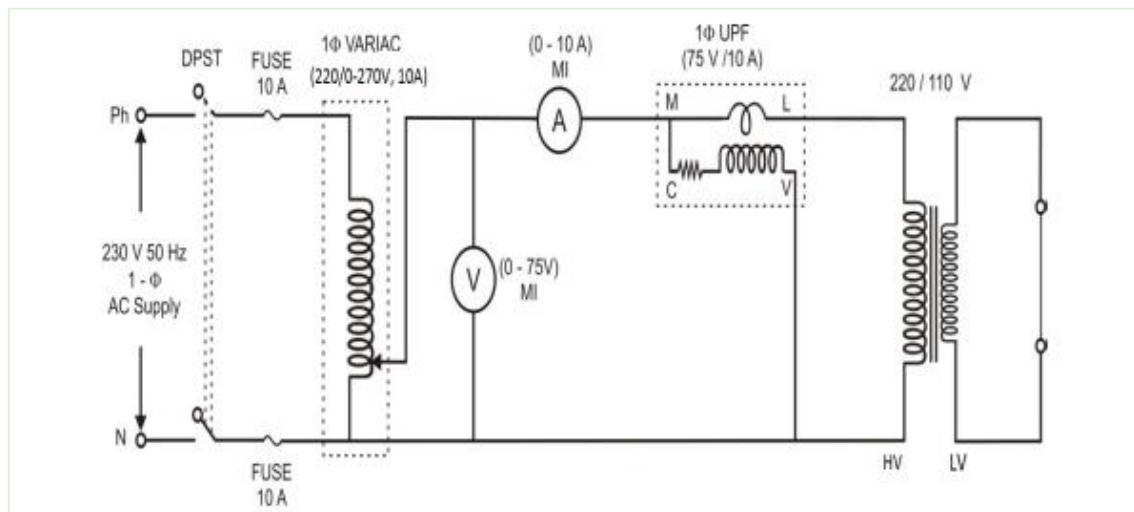 DPST
FUSE
10 A
1Φ VARIAC
(220/0-270V, 10A)
(0 - 10 A)
MI
1Φ UPF
(75 V /10 A)
220 / 110 V
Ph
A
M
L
C
V
230 V 50 Hz
1 - Φ
AC Supply
V
(0 - 75V)
MI
N
FUSE
10 A
HV
LV